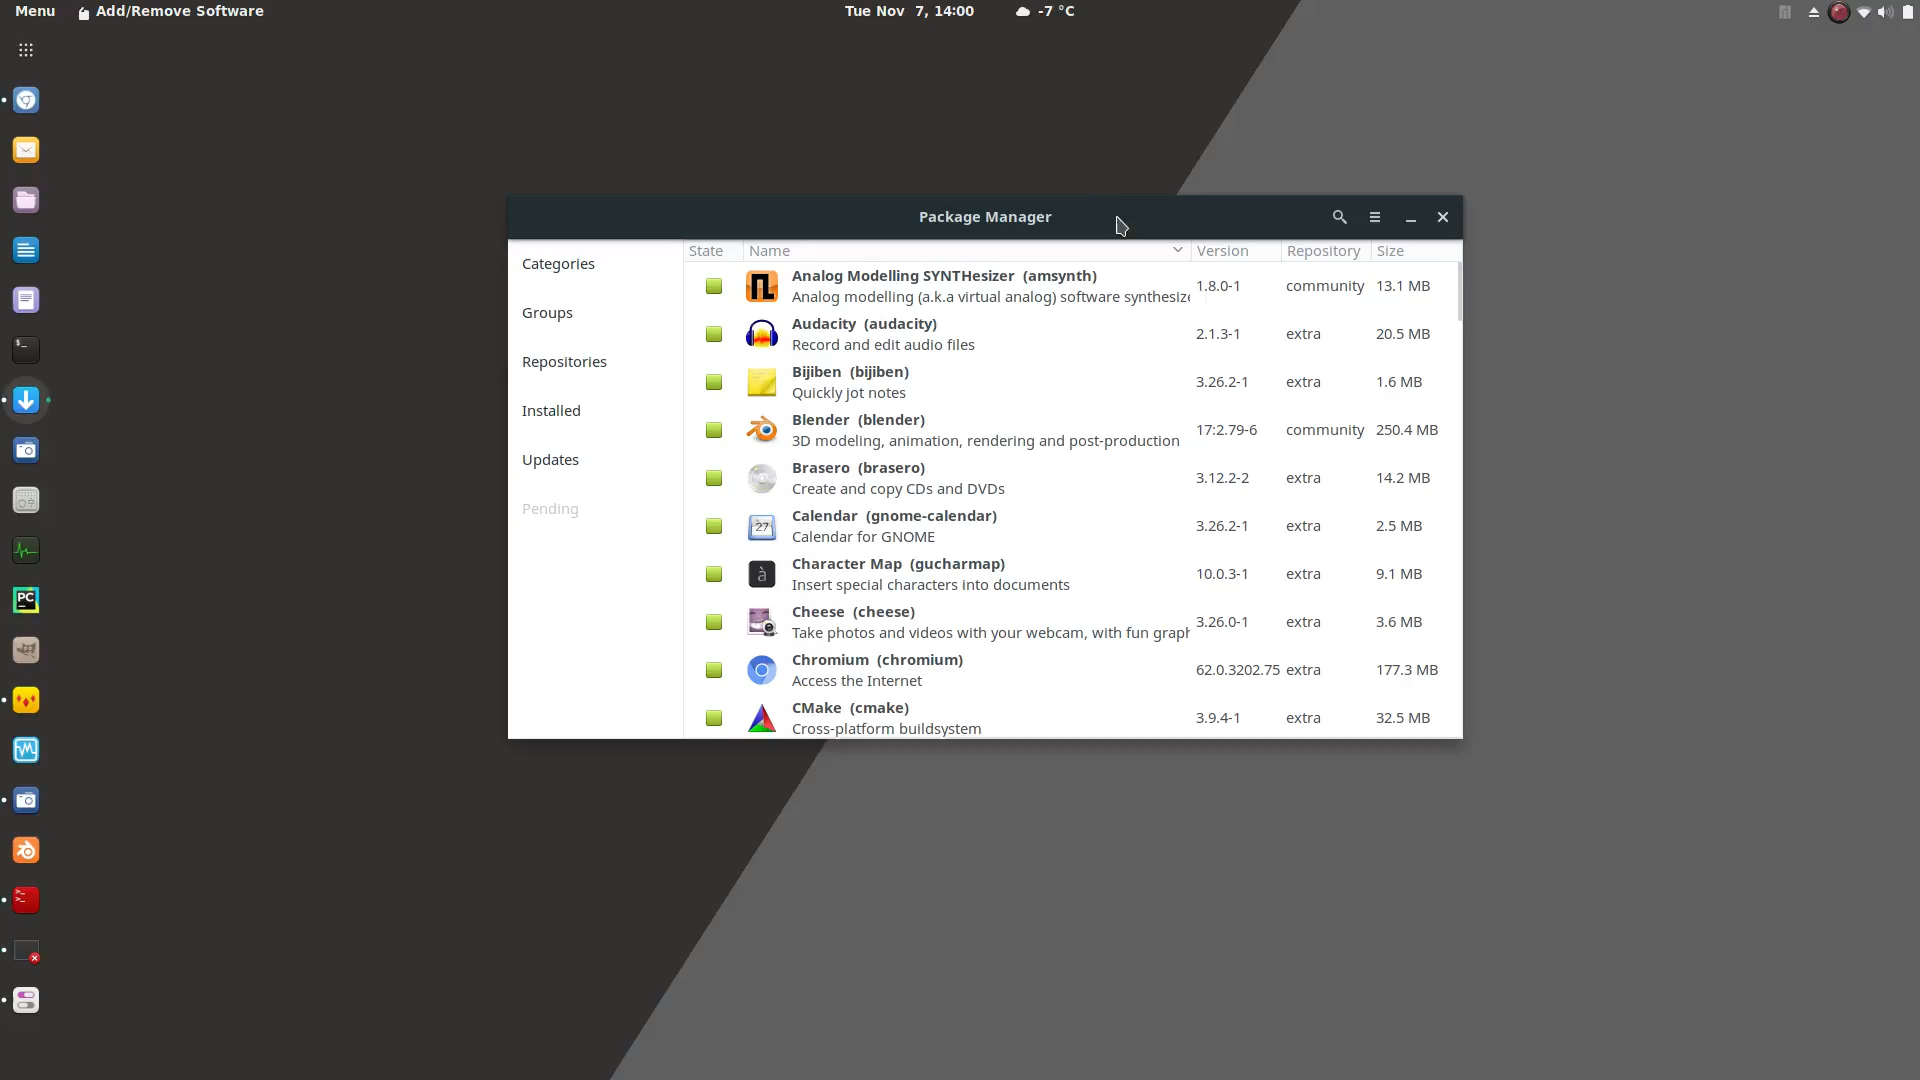 Menu Add/Remove Software Tue Nov 7, 14:00 -7 °C
Package Manager
Categories
Groups
Repositories
Installed
Updates
Pending
State Name Version Repository Size
Analog Modelling SYNTHesizer (amsynth)
Analog modelling (a.k.a virtual analog) software synthesize
1.8.0-1 community 13.1 MB
Audacity (audacity)
Record and edit audio files
2.1.3-1 extra 20.5 MB
Bijiben (bijiben)
Quickly jot notes
3.26.2-1 extra 1.6 MB
Blender (blender)
3D modeling, animation, rendering and post-production
17:2.79-6 community 250.4 MB
Brasero (brasero)
Create and copy CDs and DVDs
3.12.2-2 extra 14.2 MB
27
Calendar (gnome-calendar)
Calendar for GNOME
3.26.2-1 extra 2.5 MB
à
Character Map (gucharmap)
Insert special characters into documents
10.0.3-1 extra 9.1 MB
Cheese (cheese)
Take photos and videos with your webcam, with fun graph
3.26.0-1 extra 3.6 MB
Chromium (chromium)
Access the Internet
62.0.3202.75 extra 177.3 MB
CMake (cmake)
Cross-platform buildsystem
3.9.4-1 extra 32.5 MB
$_
PC
>_
>_